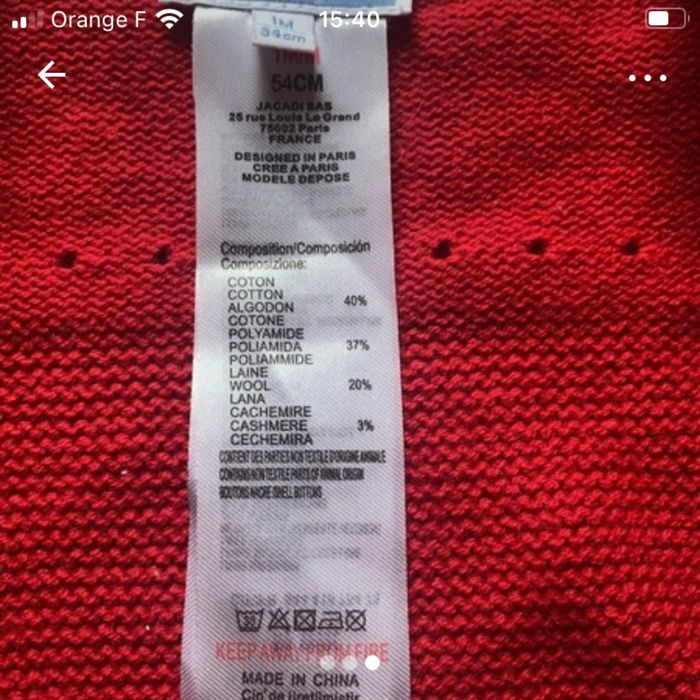 Orange F
15:40
1M
54cm
1M/M
54CM
JACADI SAS
25 rue Louis Le Grand
75002 Paris
FRANCE
DESIGNED IN PARIS
CREE A PARIS
MODELE DEPOSE
Composition/Composición
Composizione:
COTON
COTTON
ALGODON 40%
COTONE
POLYAMIDE
POLIAMIDA 37%
POLIAMMIDE
LAINE
WOOL 20%
LANA
CACHEMIRE
CASHMERE 3%
CECHEMIRA
CONTIENT DES PARTIES NON TEXTILE D'ORIGINE ANIMALE
CONTAINS NON TEXTILE PARTS OF ANIMAL ORIGIN
BOUTONS NACRE /SHELL BUTTONS
30
KEEP AWAY FROM FIRE
MADE IN CHINA